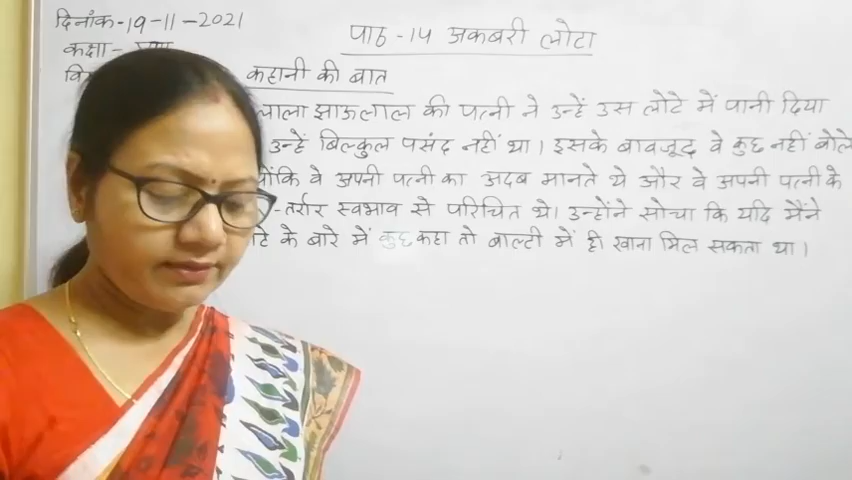 दिनांक-19-11-2021
पाठ -14 अकबरी लोटा
कक्षा-
कहानी की बात
लाला झाऊलाल की पत्नी ने उन्हें उस लोटे में पानी दिया
उन्हें बिल्कुल पसंद नहीं था। इसके बावजूद वे कुछ नहीं बोले
वे अपनी पत्नी का अदब मानते थे और वे अपनी पत्नी के
-तर्रार स्वभाव से परिचित थे। उन्होंने सोचा कि यदि मैंने
के बारे में कुछ कहा तो बाल्टी में ही खाना मिल सकता था।